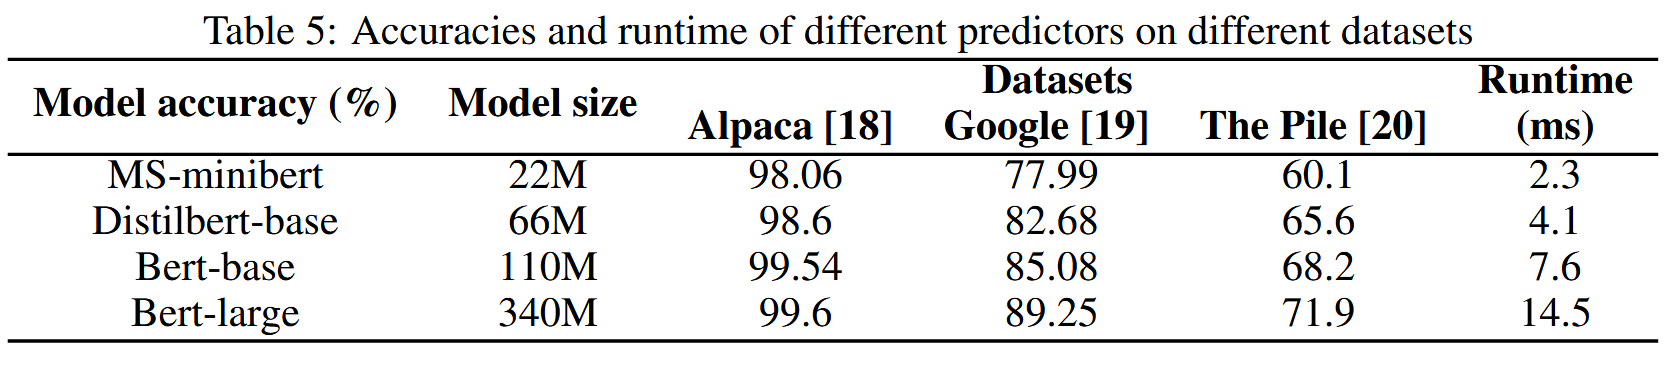 Table 5: Accuracies and runtime of different predictors on different datasets
Model accuracy (%) Model size Datasets Runtime
Alpaca [18] Google [19] The Pile [20] (ms)
MS-minibert 22M 98.06 77.99 60.1 2.3
Distilbert-base 66M 98.6 82.68 65.6 4.1
Bert-base 110M 99.54 85.08 68.2 7.6
Bert-large 340M 99.6 89.25 71.9 14.5